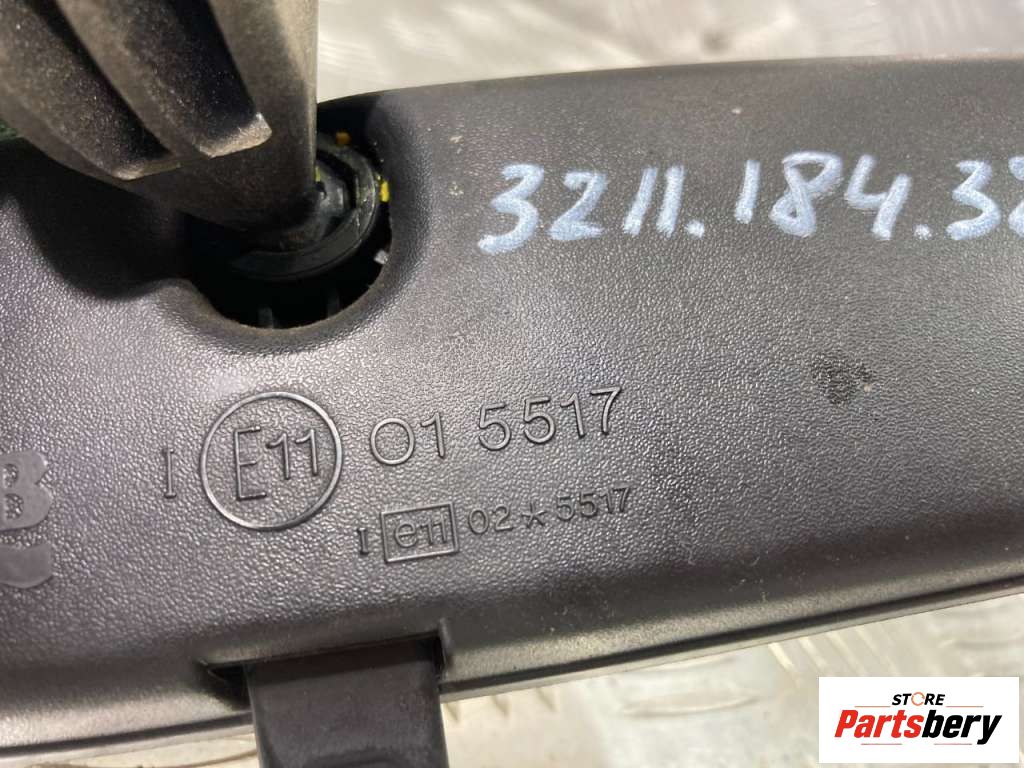 3211.184.32
I E11 01 5517
I e11 02*5517
B
STORE
Partsbery